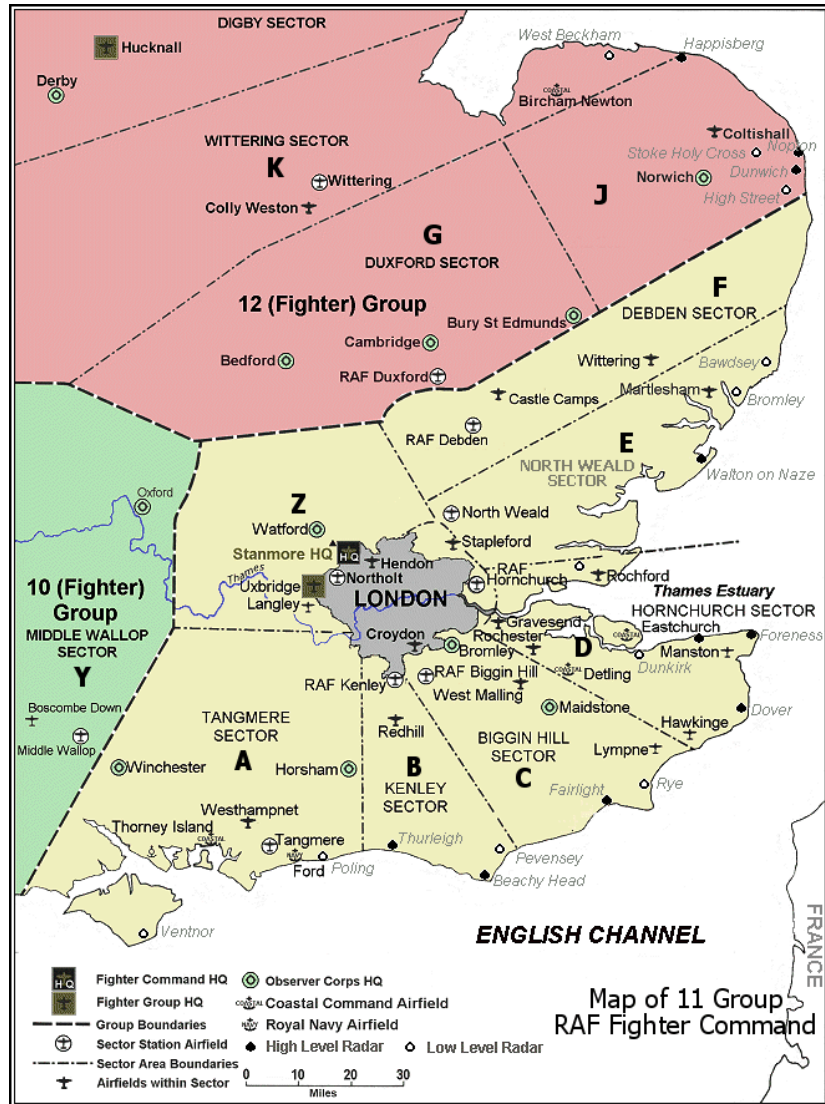 DIGBY SECTOR
Hucknall
Derby
West Beckham
Happisberg
COASTAL
Bircham Newton
WITTERING SECTOR
K
Wittering
Colly Weston
Coltishall
Stoke Holy Cross
Nopton
Dunwich
Norwich
High Street
J
G
DUXFORD SECTOR
12 (Fighter) Group
Bury St Edmunds
Cambridge
Bedford
RAF Duxford
F
DEBDEN SECTOR
Wittering
Bawdsey
Martlesham
Bromley
Castle Camps
RAF Debden
E
NORTH WEALD
SECTOR
Walton on Naze
Oxford
Z
Watford
North Weald
Stanmore HQ
HQ
Stapleford
Hendon
RAF
Hornchurch
Rochford
Thames
Northolt
Uxbridge
Langley
LONDON
10 (Fighter)
Group
MIDDLE WALLOP
SECTOR
Y
Thames Estuary
HORNCHURCH SECTOR
Eastchurch
COASTAL
Foreness
Gravesend
Rochester
Croydon
Bromley
D
Manston
Dunkirk
COASTAL
Detling
RAF Kenley
RAF Biggin Hill
West Malling
Boscombe Down
Middle Wallop
TANGMERE
SECTOR
A
Redhill
Maidstone
Dover
Hawkinge
BIGGIN HILL
SECTOR
C
Lympne
Winchester
Horsham
B
KENLEY
SECTOR
Fairlight
Rye
Westhampnet
Thorney Island
COASTAL
Tangmere
NAVY
Ford
Poling
Thurleigh
Pevensey
Beachy Head
Ventnor
ENGLISH CHANNEL
FRANCE
HQ
Fighter Command HQ
Fighter Group HQ
Group Boundaries
Sector Station Airfield
Sector Area Boundaries
Airfields within Sector
Observer Corps HQ
COASTAL
Coastal Command Airfield
NAVY
Royal Navy Airfield
High Level Radar
Low Level Radar
0 10 20 30
Miles
Map of 11 Group
RAF Fighter Command